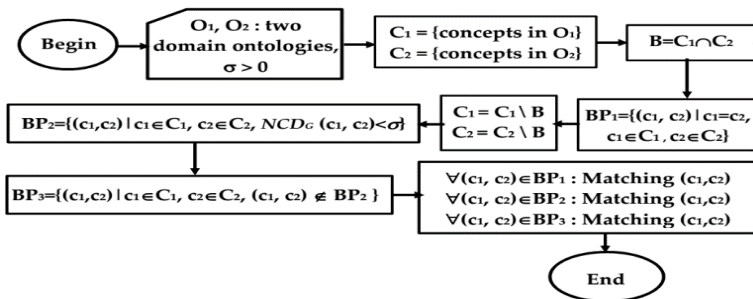 Begin
O₁, O₂ : two
domain ontologies,
σ > 0
C₁ = {concepts in O₁}
C₂ = {concepts in O₂}
B=C₁∩C₂
BP₁={(c₁, c₂) | c₁=c₂,
c₁∈C₁, c₂∈C₂}
C₁ = C₁ \ B
C₂ = C₂ \ B
BP₂={(c₁,c₂) | c₁∈C₁, c₂∈C₂, NCD_G (c₁, c₂)<σ}
BP₃={(c₁,c₂) | c₁∈C₁, c₂∈C₂, (c₁, c₂) ∉ BP₂ }
∀(c₁, c₂)∈BP₁ : Matching (c₁,c₂)
∀(c₁, c₂)∈BP₂ : Matching (c₁,c₂)
∀(c₁, c₂)∈BP₃ : Matching (c₁,c₂)
End